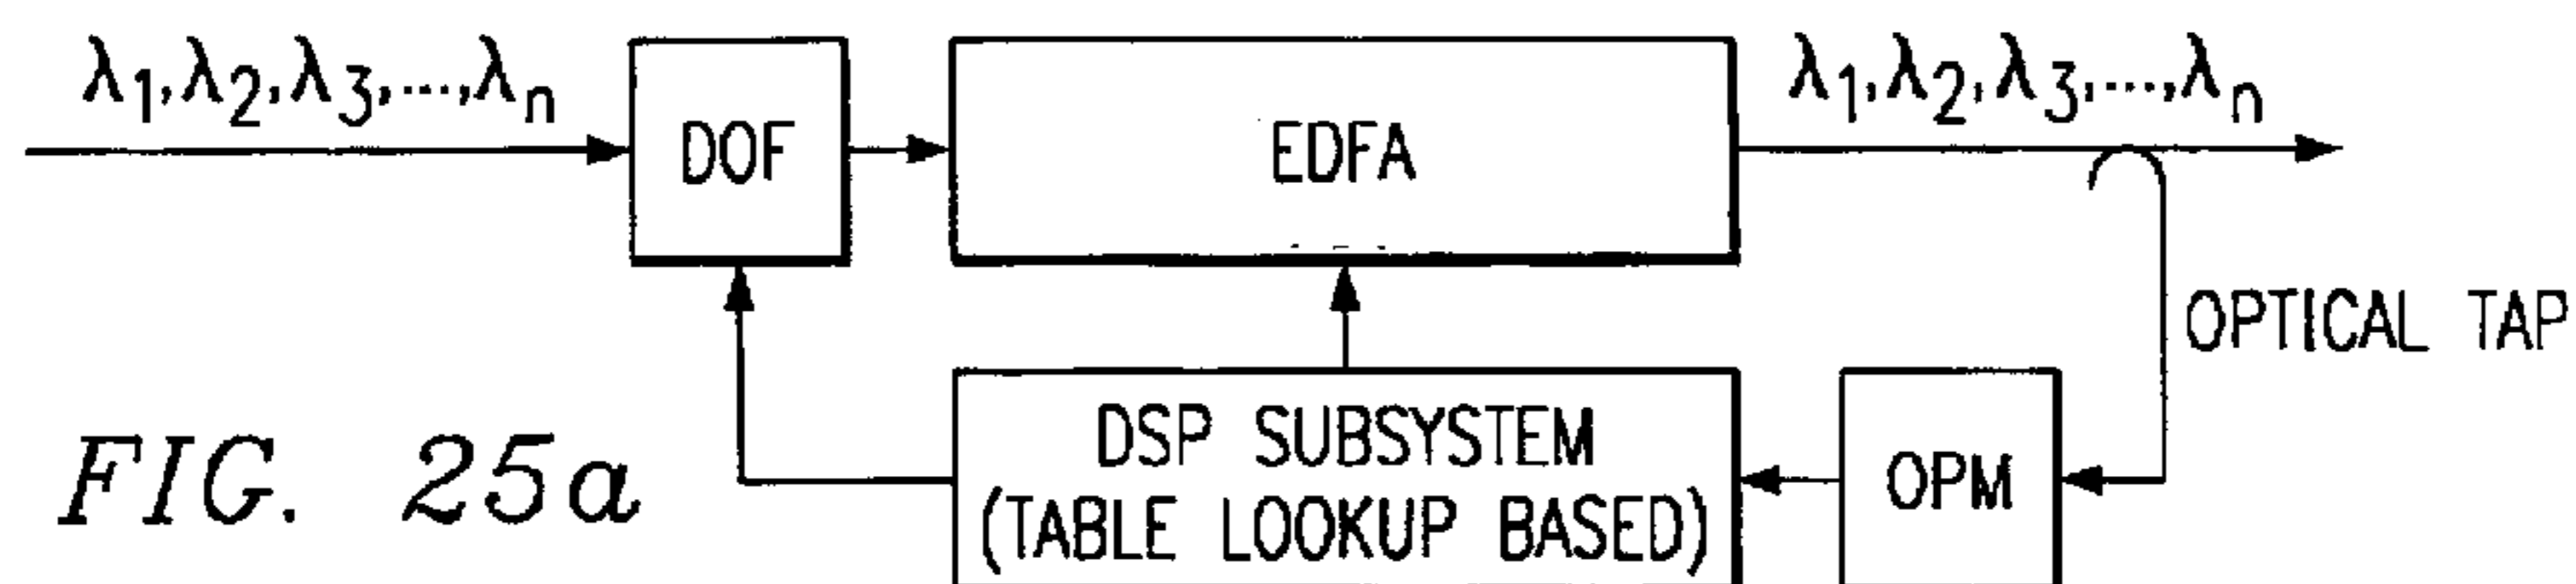 λ1,λ2,λ3,...,λn
DOF
EDFA
λ1,λ2,λ3,...,λn
OPTICAL TAP
DSP SUBSYSTEM
(TABLE LOOKUP BASED)
OPM
FIG. 25a